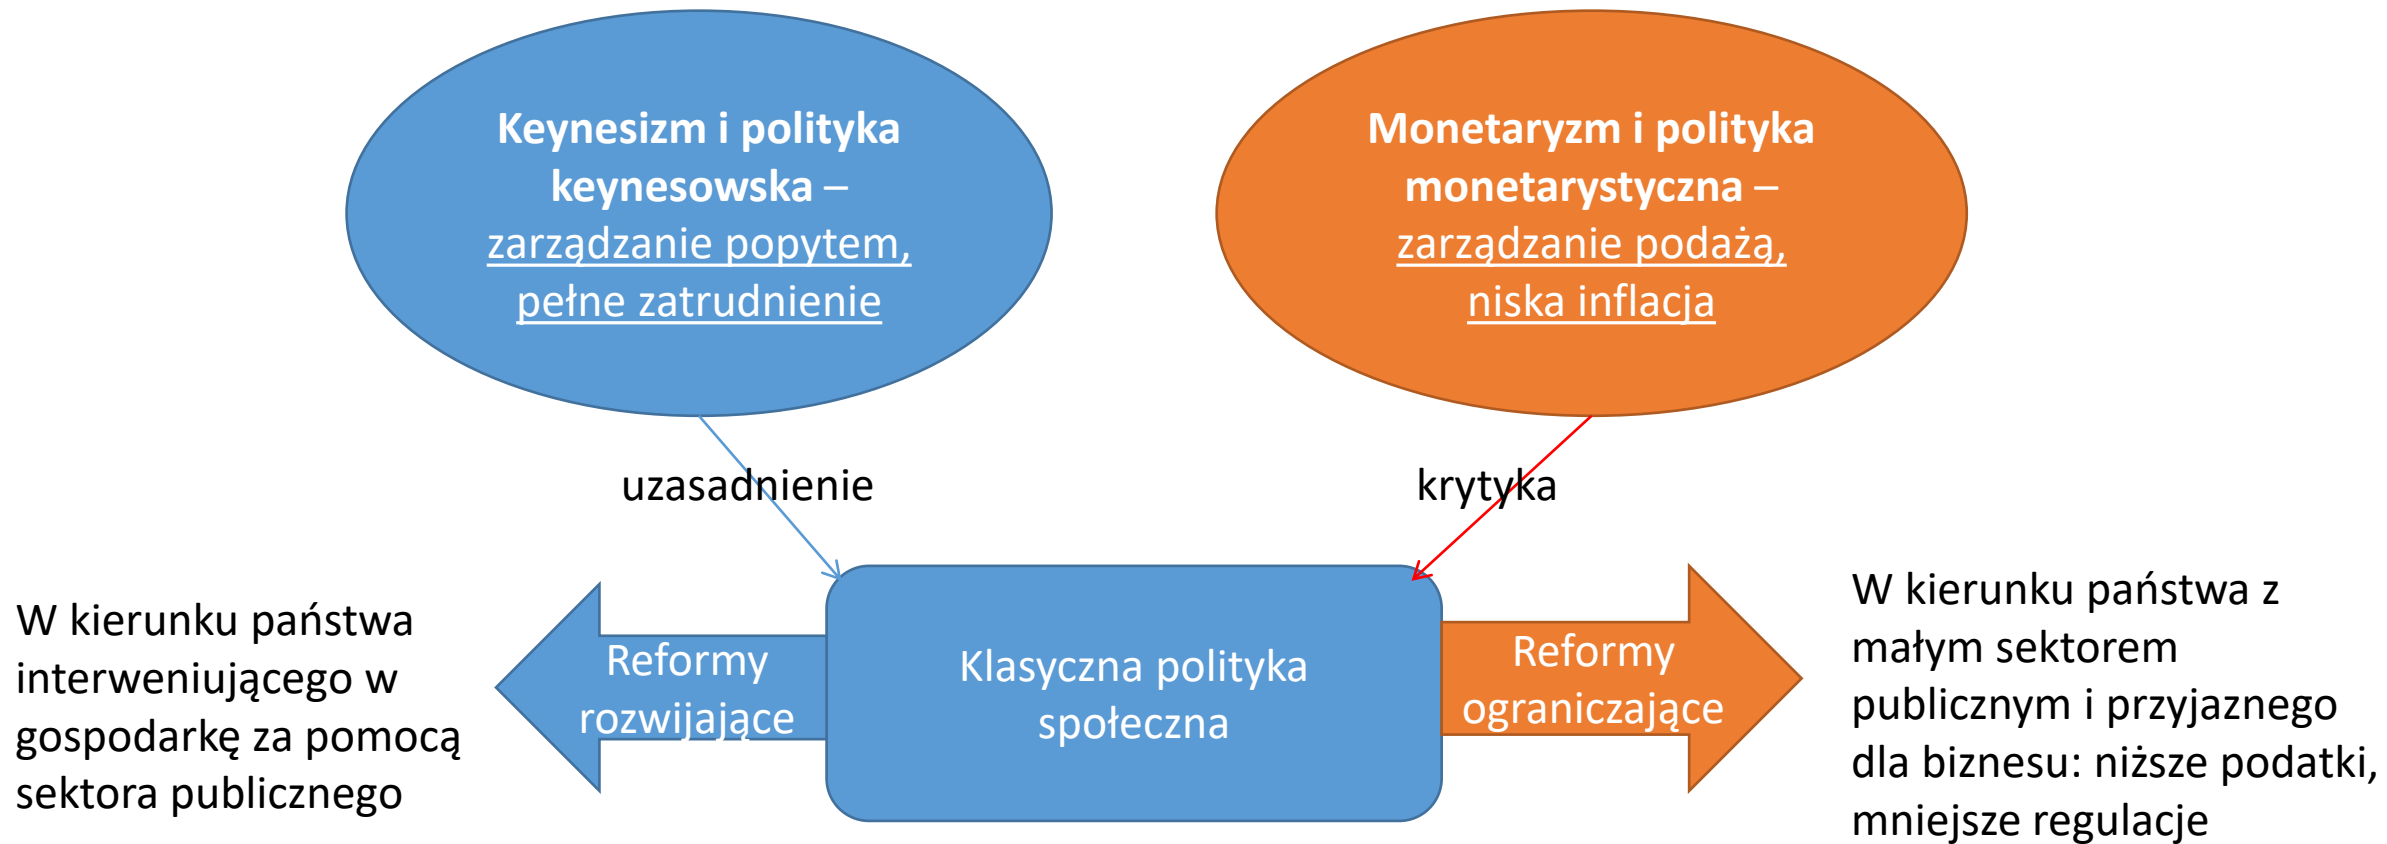 Keynesizm i polityka
keynesowska –
zarządzanie popytem,
pełne zatrudnienie
Monetaryzm i polityka
monetarystyczna –
zarządzanie podażą,
niska inflacja
uzasadnienie
krytyka
W kierunku państwa
interweniującego w
gospodarkę za pomocą
sektora publicznego
Reformy
rozwijające
Klasyczna polityka
społeczna
Reformy
ograniczające
W kierunku państwa z
małym sektorem
publicznym i przyjaznego
dla biznesu: niższe podatki,
mniejsze regulacje